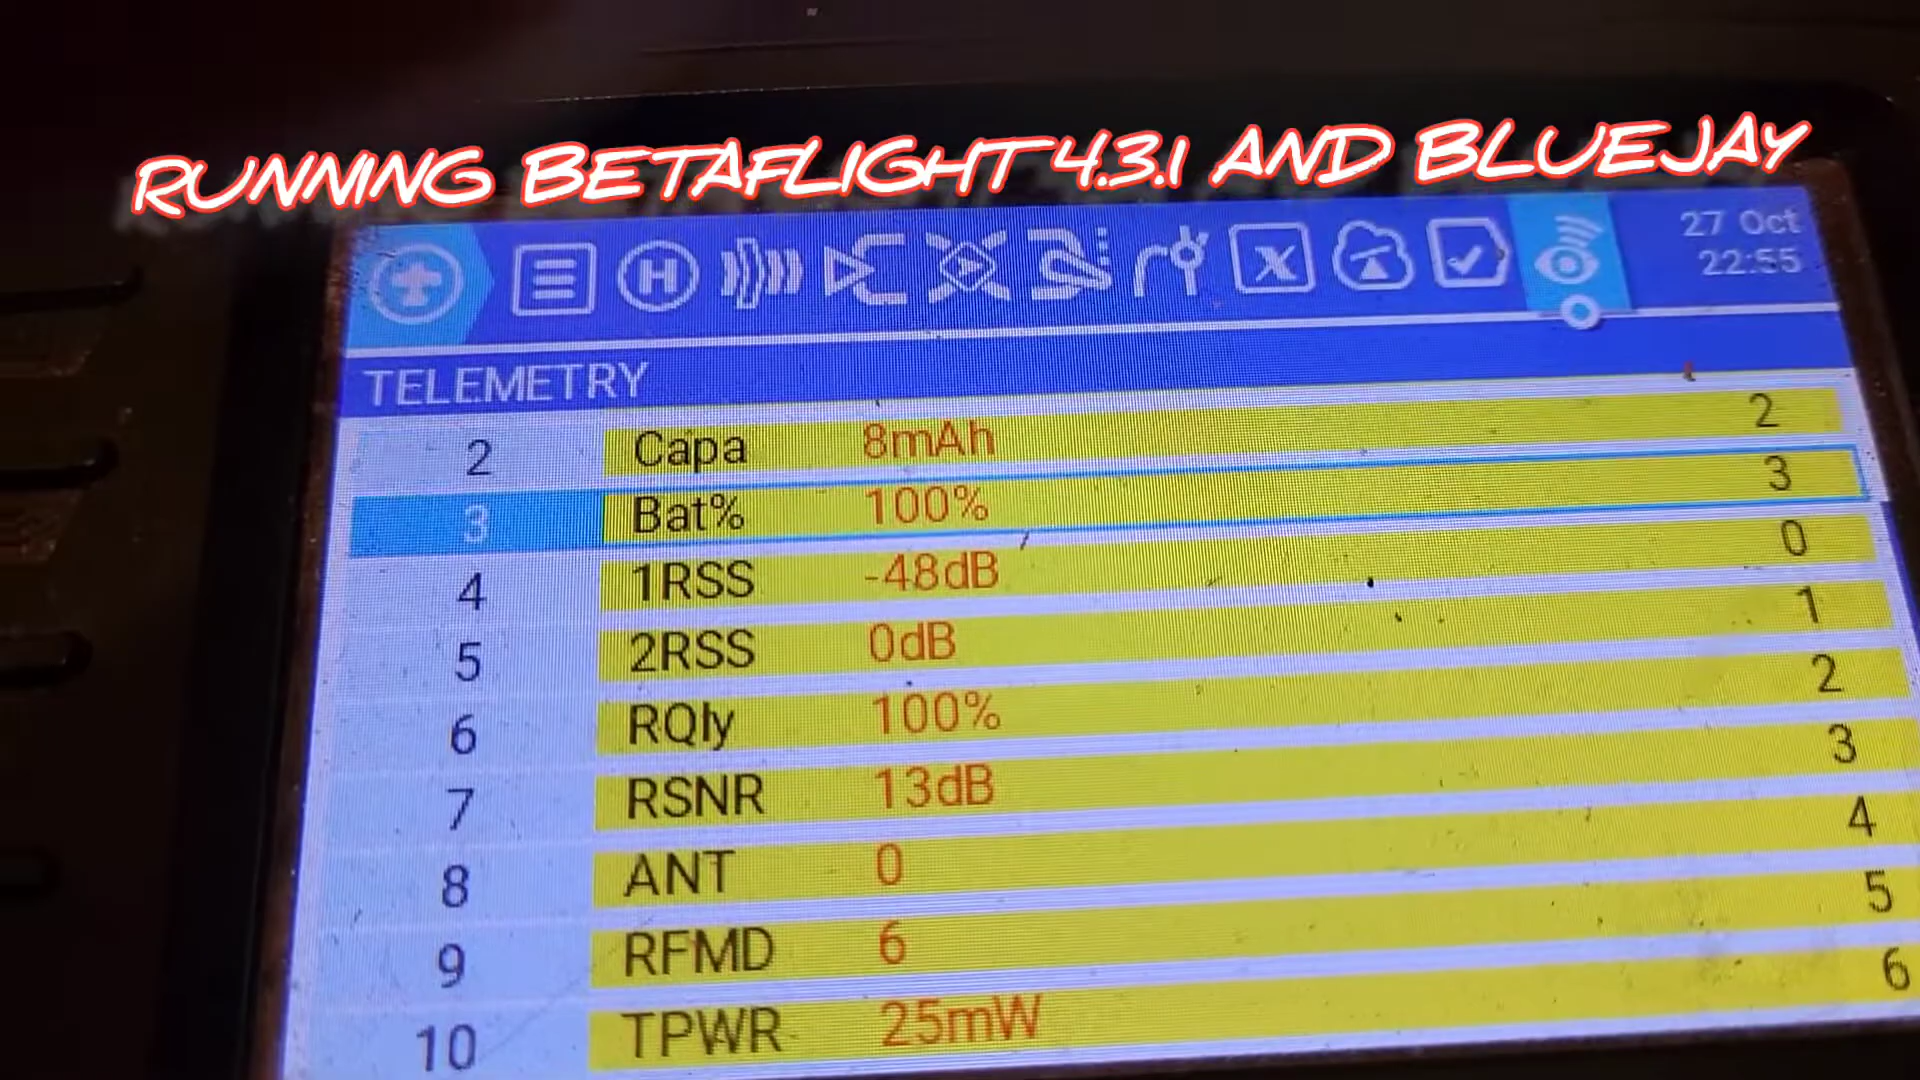 RUNNING BETAFLIGHT 4.3.1 AND BLUEJAY
27 Oct
22:55
TELEMETRY
2 Capa 8mAh 2
3 Bat% 100% 3
4 1RSS -48dB 0
5 2RSS 0dB 1
6 RQly 100% 2
7 RSNR 13dB 3
8 ANT 0 4
9 RFMD 6 5
10 TPWR 25mW 6